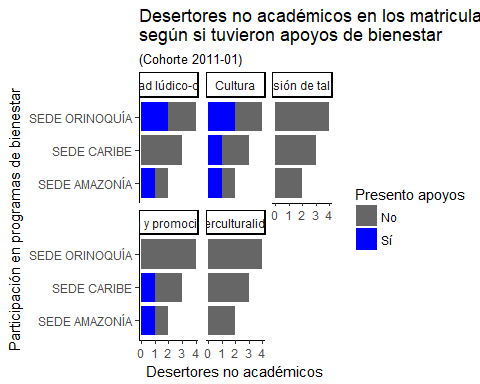 Desertores no académicos en los matricula
según si tuvieron apoyos de bienestar
(Cohorte 2011-01)
ad lúdico-d Cultura sión de tal
SEDE ORINOQUÍA
SEDE CARIBE
SEDE AMAZONÍA
0 1 2 3 4
y promoci erculturalid
SEDE ORINOQUÍA
SEDE CARIBE
SEDE AMAZONÍA
0 1 2 3 4 0 1 2 3 4
Desertores no académicos
Participación en programas de bienestar
Presento apoyos
No
Sí